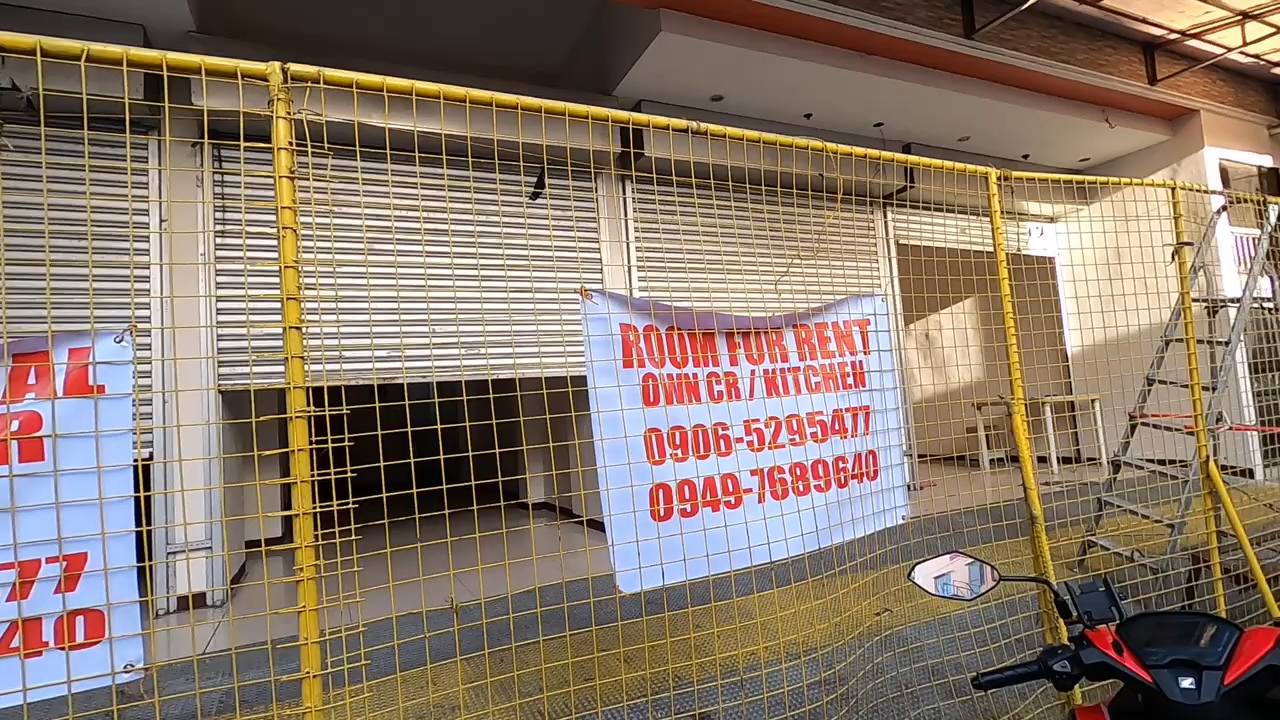 AL
R
77
40
ROOM FOR RENT
OWN CR / KITCHEN
0906-5295477
0949-7689640